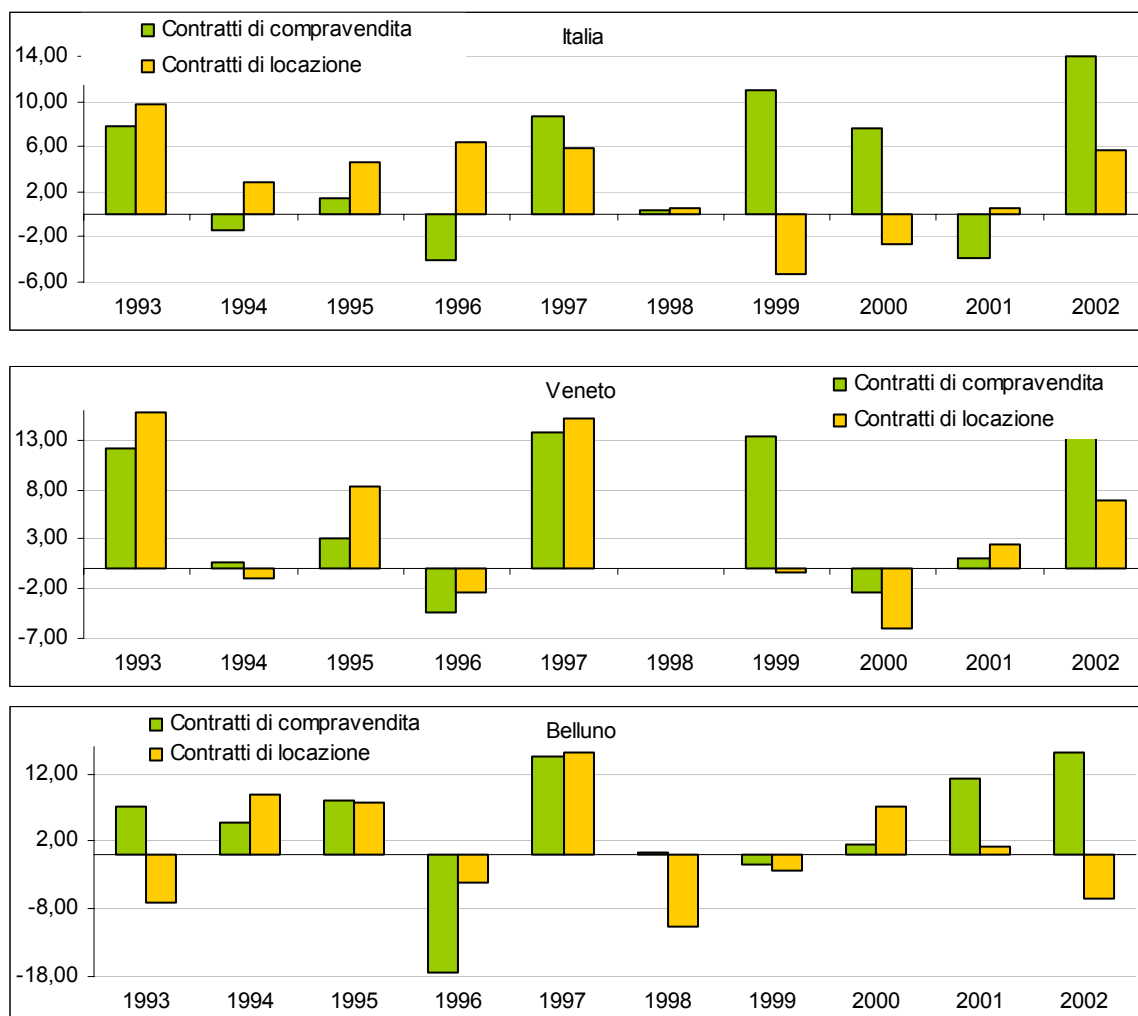 Contratti di compravendita
Italia
Contratti di locazione
14,00
10,00
6,00
2,00
-2,00
-6,00
1993 1994 1995 1996 1997 1998 1999 2000 2001 2002
Veneto
Contratti di compravendita
Contratti di locazione
13,00
8,00
3,00
-2,00
-7,00
1993 1994 1995 1996 1997 1998 1999 2000 2001 2002
Contratti di compravendita
Belluno
Contratti di locazione
12,00
2,00
-8,00
-18,00
1993 1994 1995 1996 1997 1998 1999 2000 2001 2002